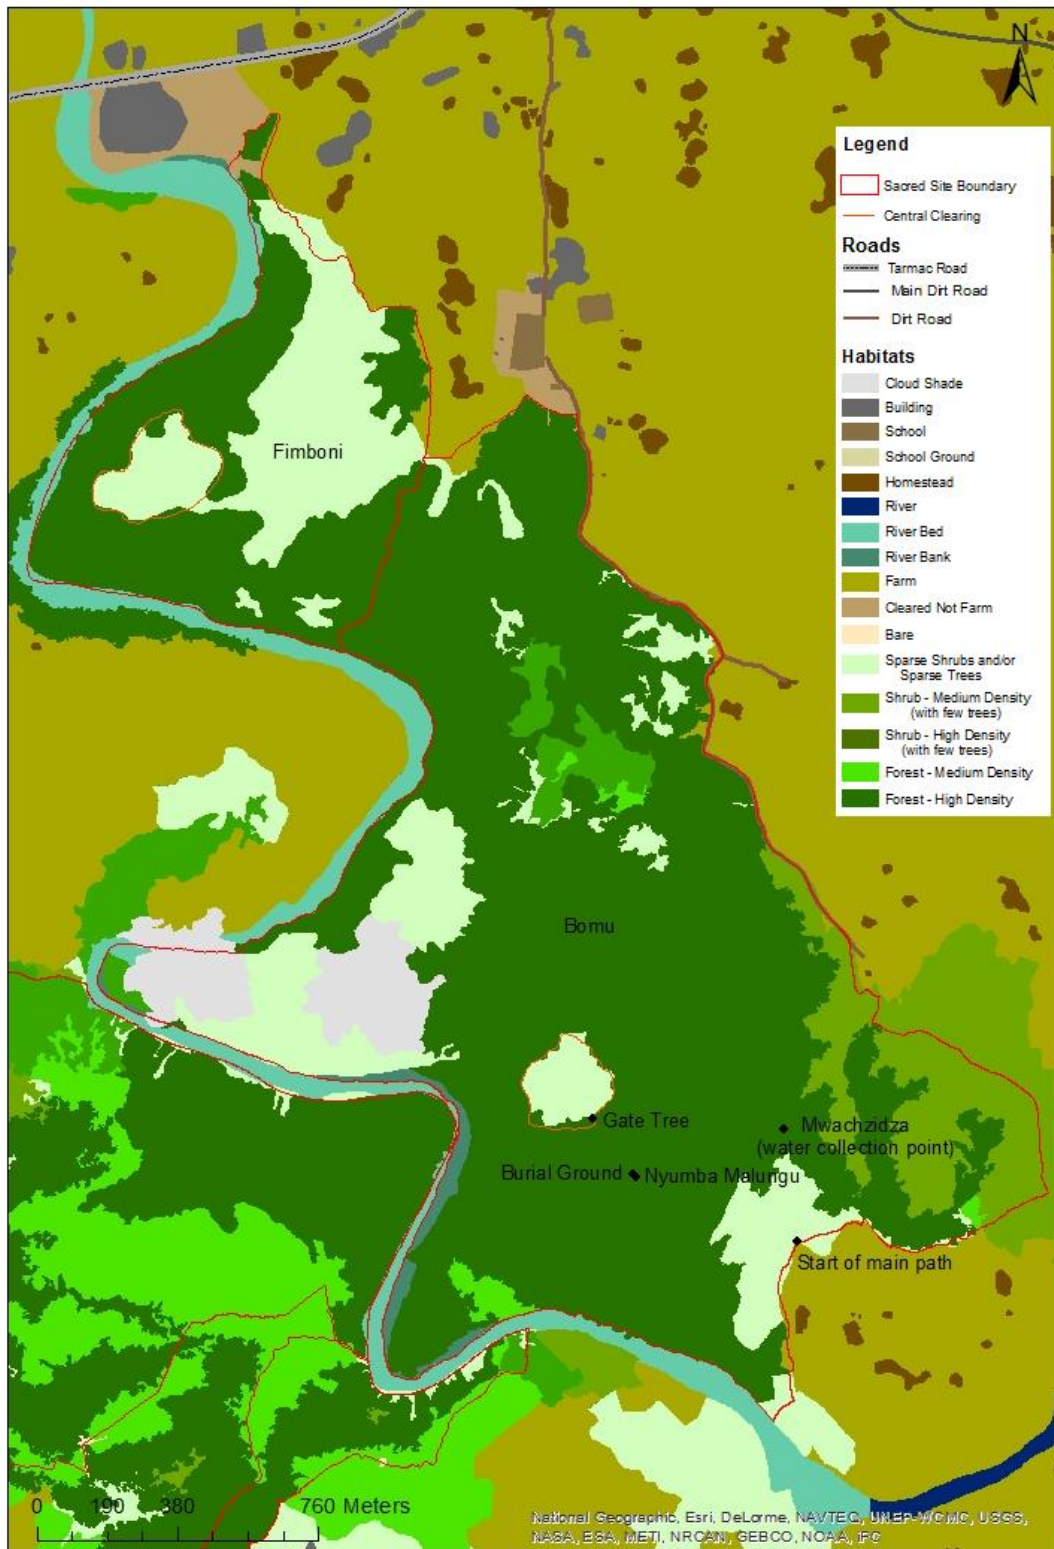 N
Legend
Sacred Site Boundary
Central Clearing
Roads
Tarmac Road
Main Dirt Road
Dirt Road
Habitats
Cloud Shade
Building
School
School Ground
Homestead
River
River Bed
River Bank
Farm
Cleared Not Farm
Bare
Sparse Shrubs and/or
Sparse Trees
Shrub - Medium Density
(with few trees)
Shrub - High Density
(with few trees)
Forest - Medium Density
Forest - High Density
Fimboni
Bomu
Gate Tree
Mwachzidza
(water collection point)
Burial Ground
Nyumba Malungu
Start of main path
0 190 380 760 Meters
National Geographic, Esri, DeLorme, NAVTEQ, UNEP-WCMC, USGS,
NASA, ESA, METI, NRCAN, GEBCO, NOAA, iPC